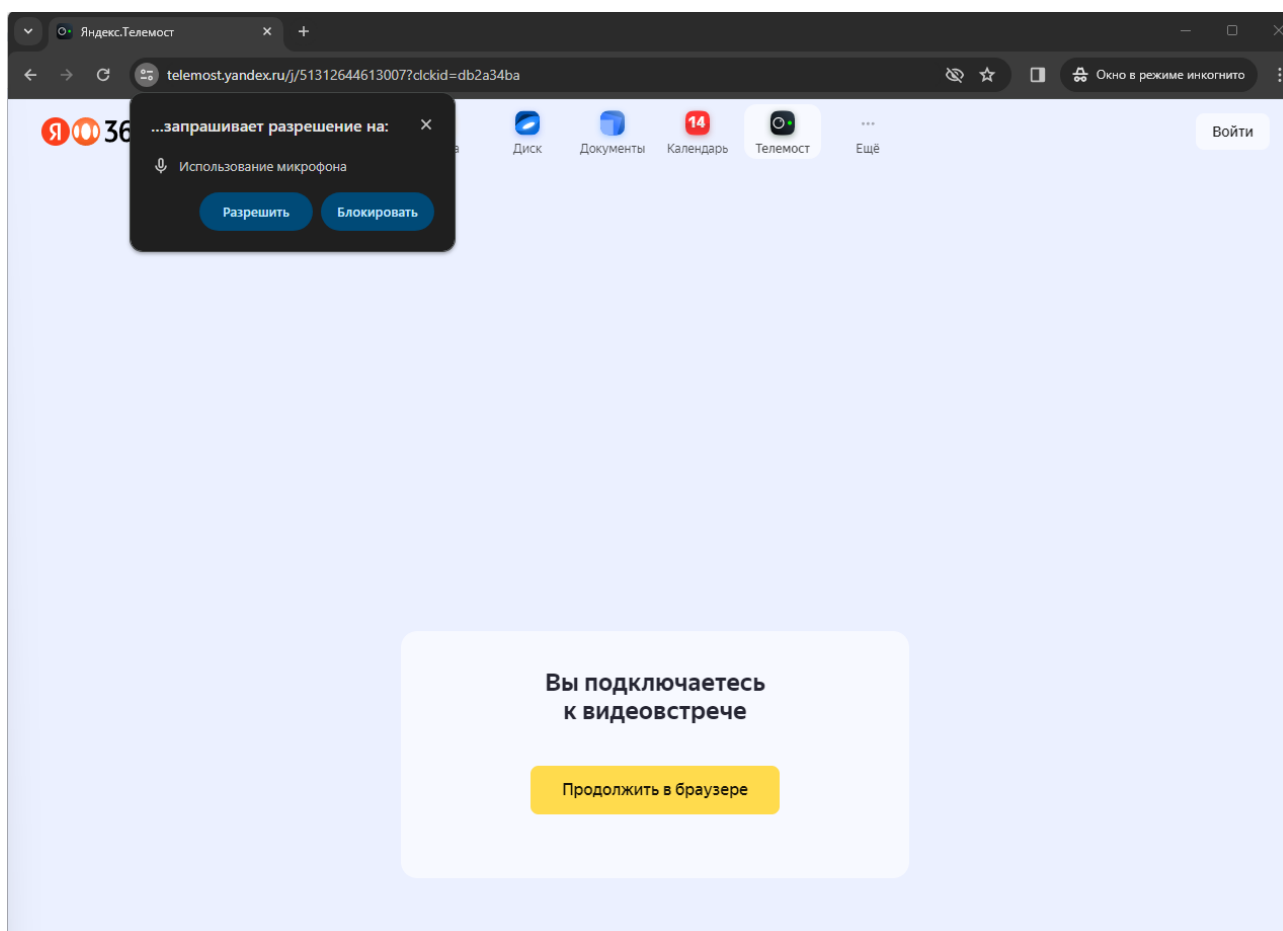 Яндекс.Телемост
telemost.yandex.ru/j/51312644613007?clckid=db2a34ba
Окно в режиме инкогнито
...запрашивает разрешение на:
Использование микрофона
Разрешить
Блокировать
Я 36
Диск
Документы
14
Календарь
Телемост
Ещё
Войти
Вы подключаетесь
к видеовстрече
Продолжить в браузере